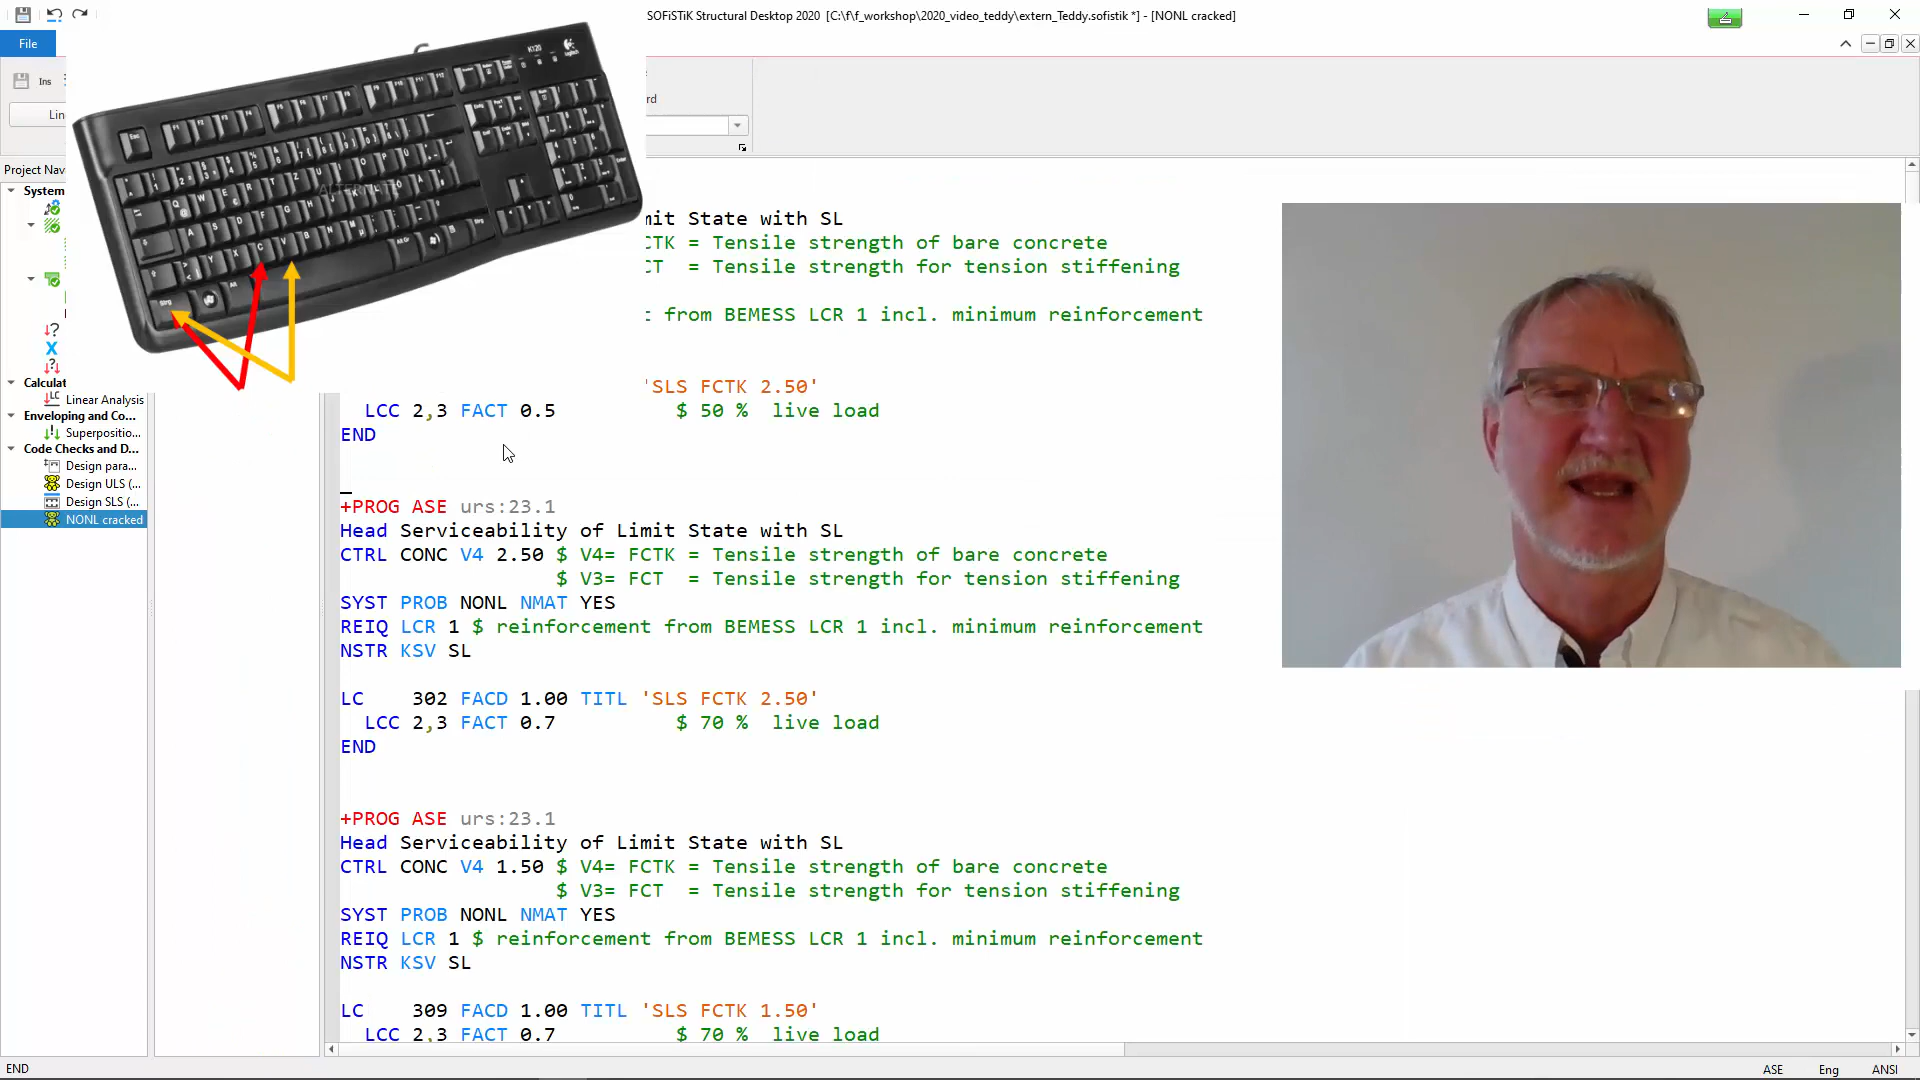 SOFiSTiK Structural Desktop 2020 [C:\f\f_workshop\2020_video_teddy\extern_Teddy.sofistik *] - [NONL cracked]
File
Ins
Lin
rd
Project Nav
System
Calculat
Linear Analysis
Enveloping and Co...
Superpositio...
Code Checks and D...
Design para...
Design ULS (...
Design SLS (...
NONL cracked
K120
Logitech
mit State with SL
CTK = Tensile strength of bare concrete
CT = Tensile strength for tension stiffening
t from BEMESS LCR 1 incl. minimum reinforcement
'SLS FCTK 2.50'
LCC 2,3 FACT 0.5 $ 50 % live load
END
+PROG ASE urs:23.1
Head Serviceability of Limit State with SL
CTRL CONC V4 2.50 $ V4= FCTK = Tensile strength of bare concrete
$ V3= FCT = Tensile strength for tension stiffening
SYST PROB NONL NMAT YES
REIQ LCR 1 $ reinforcement from BEMESS LCR 1 incl. minimum reinforcement
NSTR KSV SL
LC 302 FACD 1.00 TITL 'SLS FCTK 2.50'
LCC 2,3 FACT 0.7 $ 70 % live load
END
+PROG ASE urs:23.1
Head Serviceability of Limit State with SL
CTRL CONC V4 1.50 $ V4= FCTK = Tensile strength of bare concrete
$ V3= FCT = Tensile strength for tension stiffening
SYST PROB NONL NMAT YES
REIQ LCR 1 $ reinforcement from BEMESS LCR 1 incl. minimum reinforcement
NSTR KSV SL
LC 309 FACD 1.00 TITL 'SLS FCTK 1.50'
LCC 2,3 FACT 0.7 $ 70 % live load
END
ASE
Eng
ANSI